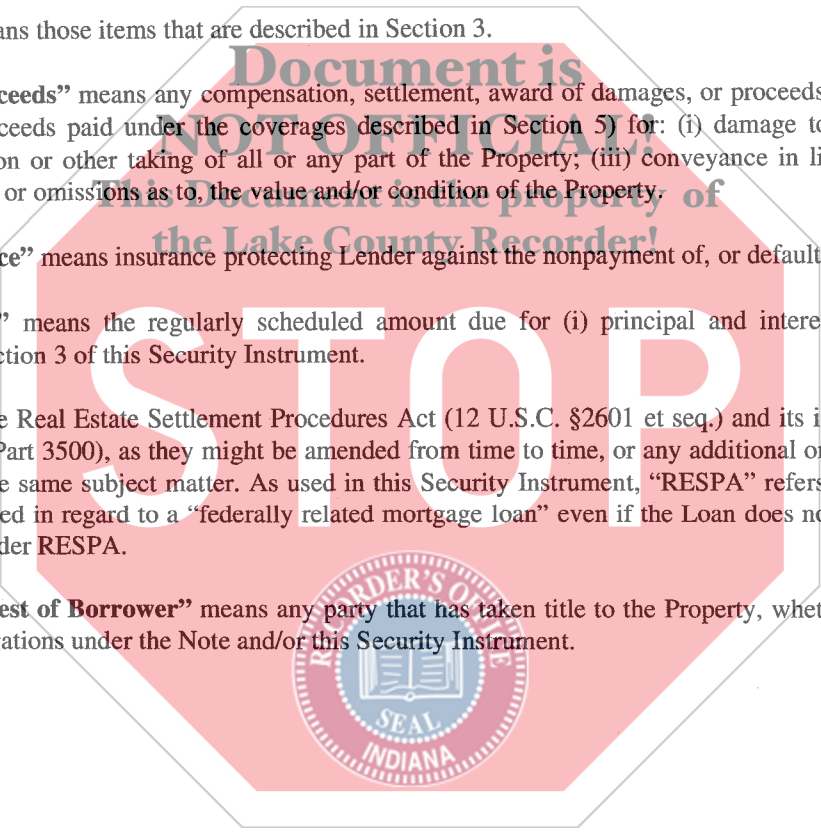 ans those items that are described in Section 3.
Document is
ceeds” means any compensation, settlement, award of damages, or proceeds
NOT OFFICIAL!
ceeds paid under the coverages described in Section 5) for: (i) damage to
on or other taking of all or any part of the Property; (iii) conveyance in li
or omissions as to, the value and/or condition of the Property.
This Document is the property of
the Lake County Recorder!
ce” means insurance protecting Lender against the nonpayment of, or default
” means the regularly scheduled amount due for (i) principal and intere
ction 3 of this Security Instrument.
STOP
e Real Estate Settlement Procedures Act (12 U.S.C. §2601 et seq.) and its i
Part 3500), as they might be amended from time to time, or any additional or
e same subject matter. As used in this Security Instrument, “RESPA” refers
ed in regard to a “federally related mortgage loan” even if the Loan does no
der RESPA.
est of Borrower” means any party that has taken title to the Property, whet
ations under the Note and/or this Security Instrument.
RECORDER'S OFFICE
SEAL
INDIANA